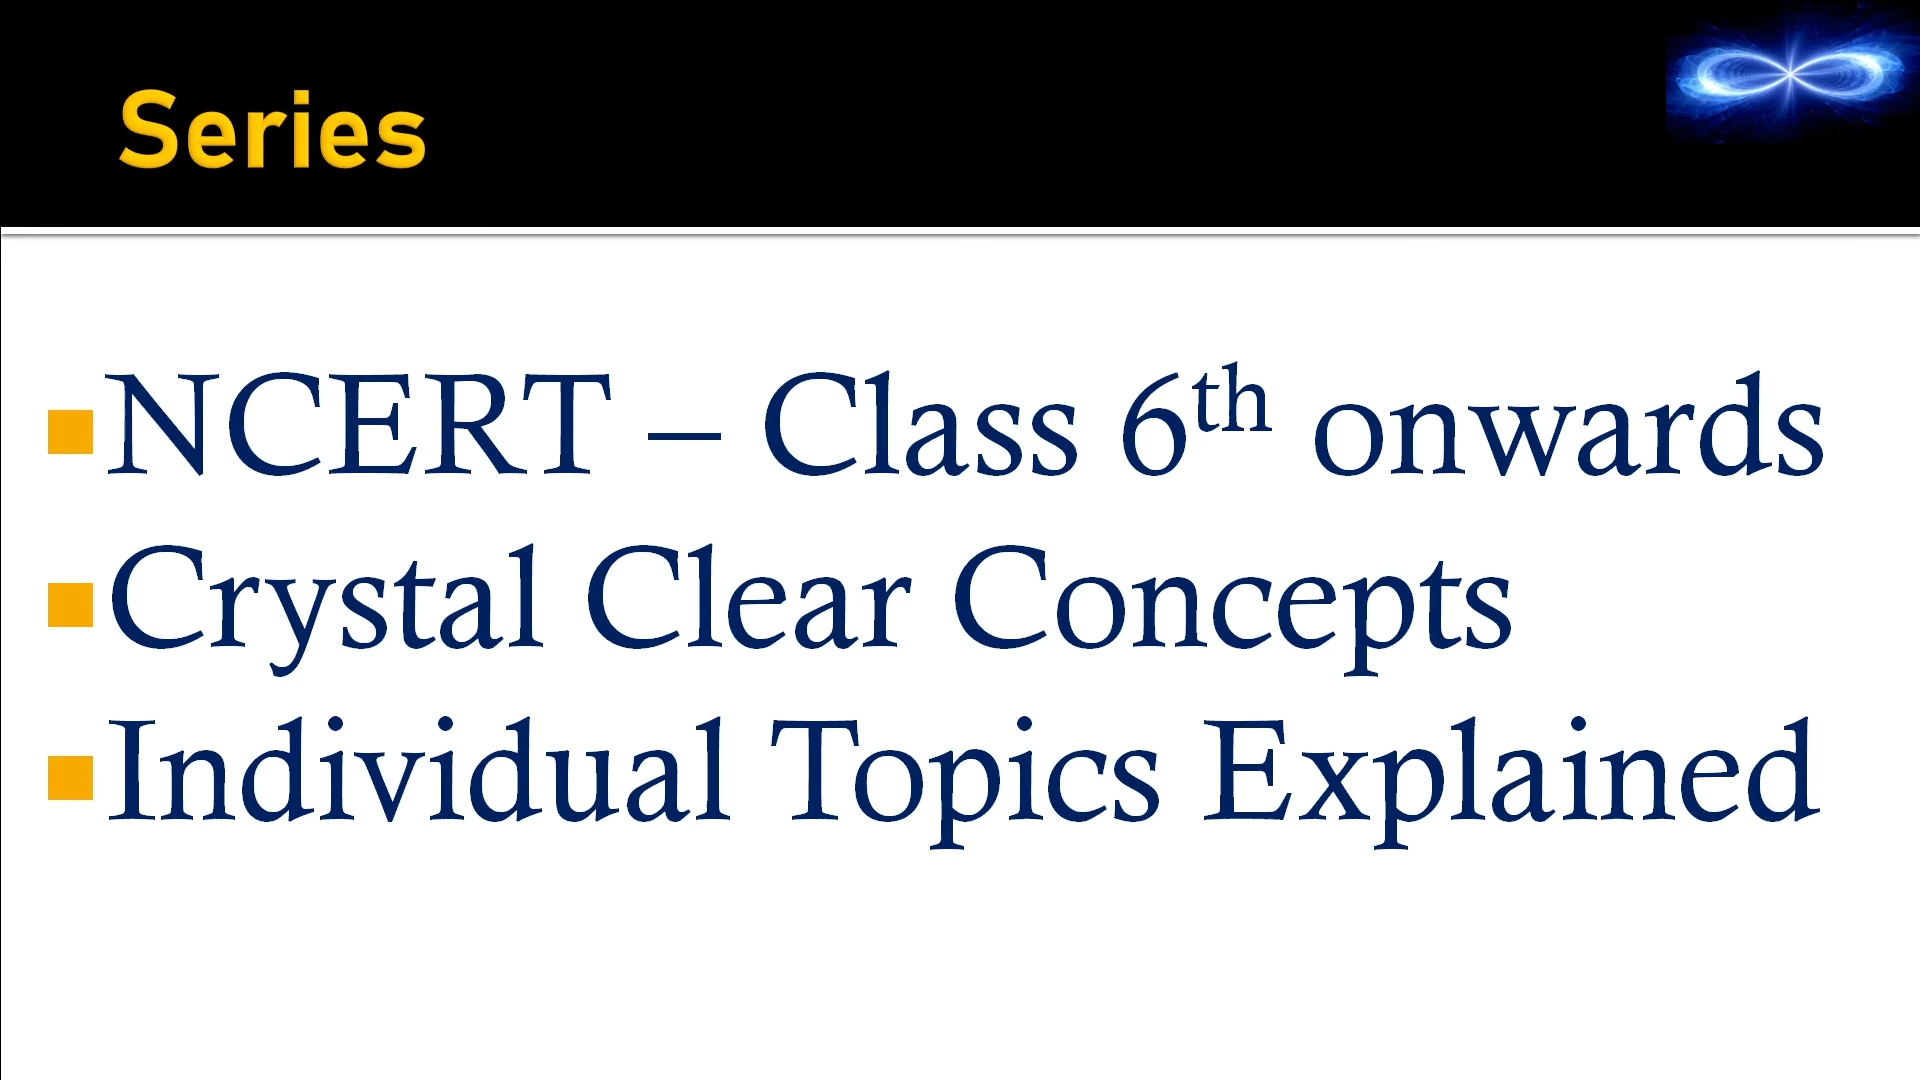 Series
▪NCERT – Class 6th onwards
▪Crystal Clear Concepts
▪Individual Topics Explained